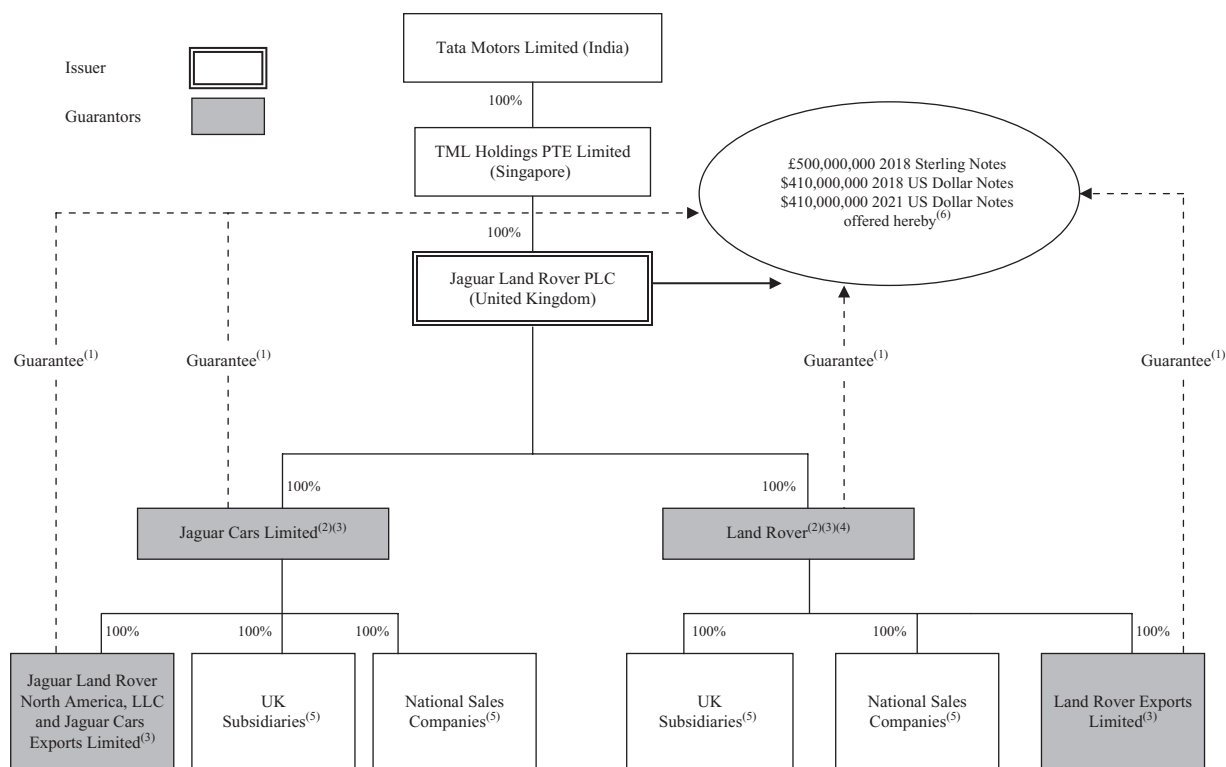 Tata Motors Limited (India)
Issuer
Guarantors
100%
TML Holdings PTE Limited
(Singapore)
£500,000,000 2018 Sterling Notes
$410,000,000 2018 US Dollar Notes
$410,000,000 2021 US Dollar Notes
offered hereby(6)
100%
Jaguar Land Rover PLC
(United Kingdom)
Guarantee(1)
Guarantee(1)
Guarantee(1)
Guarantee(1)
100%
100%
Jaguar Cars Limited(2)(3)
Land Rover(2)(3)(4)
100%
100%
100%
100%
100%
100%
Jaguar Land Rover
North America, LLC
and Jaguar Cars
Exports Limited(3)
UK
Subsidiaries(5)
National Sales
Companies(5)
UK
Subsidiaries(5)
National Sales
Companies(5)
Land Rover Exports
Limited(3)